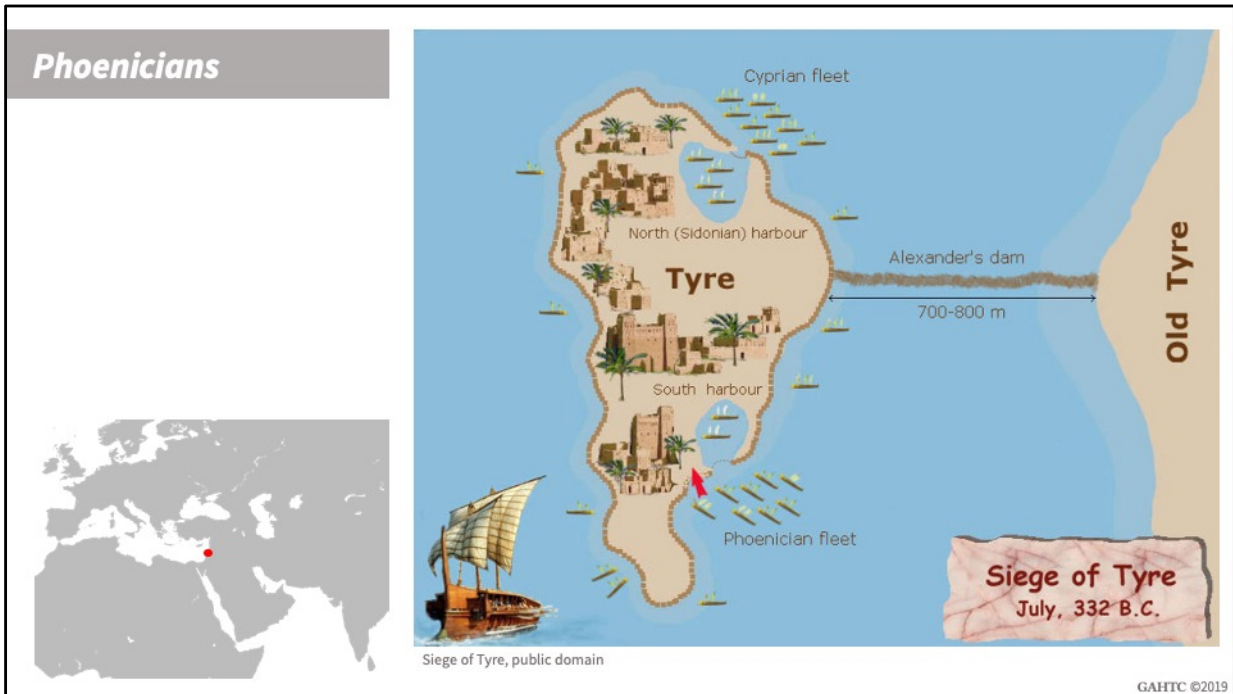 Phoenicians
Cyprian fleet
North (Sidonian) harbour
Tyre
Alexander's dam
700-800 m
Old Tyre
South harbour
Phoenician fleet
Siege of Tyre
July, 332 B.C.
Siege of Tyre, public domain
GAHTC ©2019